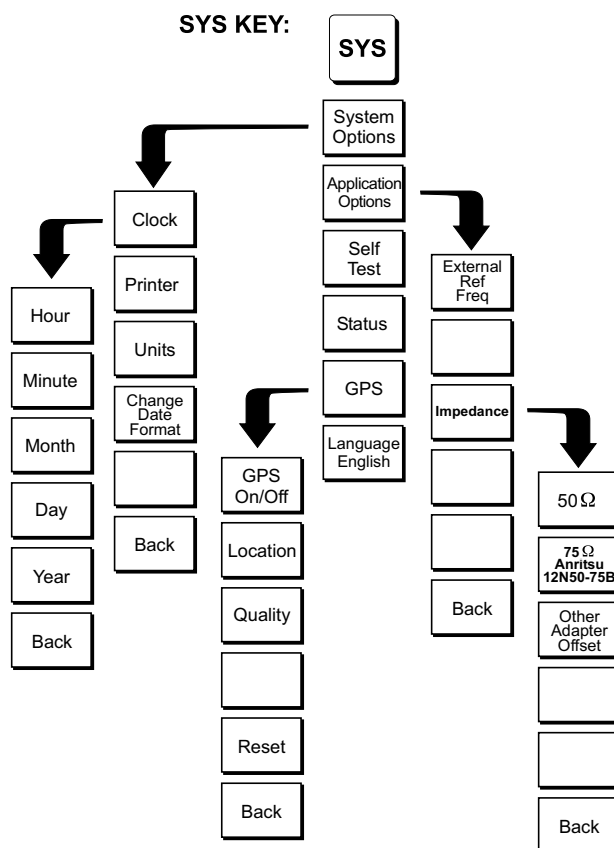 SYS KEY:
SYS
System
Options
Application
Options
Self
Test
Status
GPS
Language
English
Clock
Printer
Units
Change
Date
Format
Back
Hour
Minute
Month
Day
Year
Back
GPS
On/Off
Location
Quality
Reset
Back
External
Ref
Freq
Impedance
Back
50 Ω
75 Ω
Anritsu
12N50-75B
Other
Adapter
Offset
Back